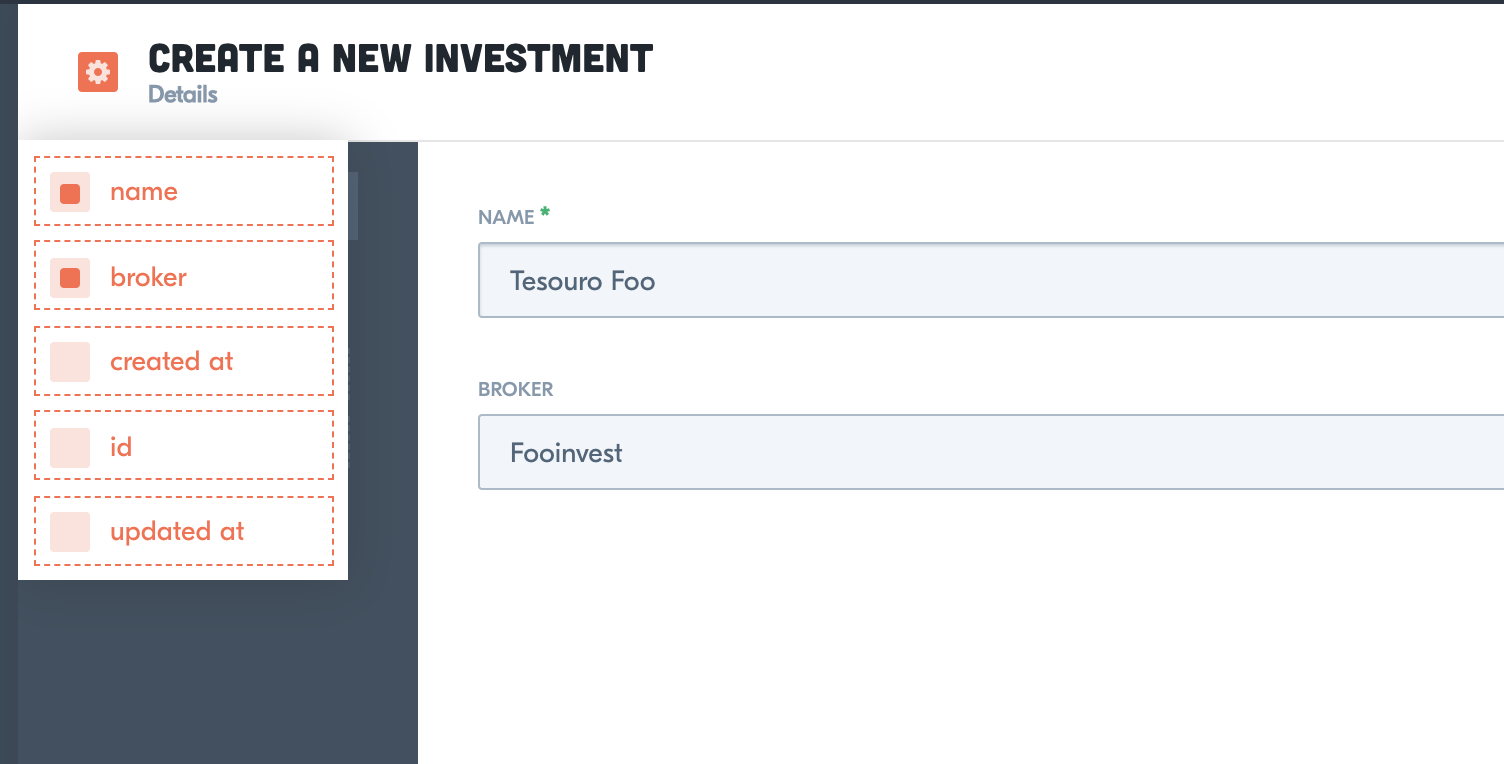 CREATE A NEW INVESTMENT
Details
name
broker
created at
id
updated at
NAME *
Tesouro Foo
BROKER
Fooinvest